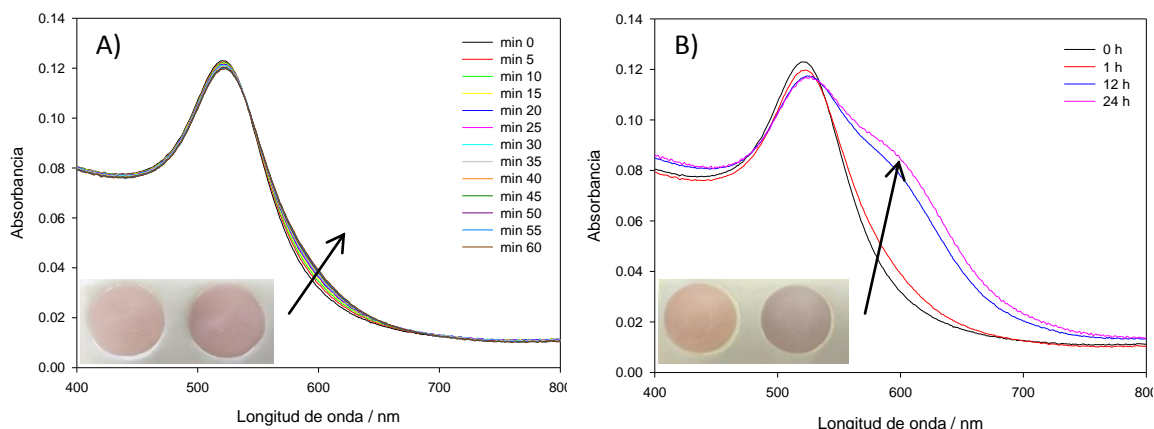 A)
0.14
0.12
0.10
0.08
0.06
0.04
0.02
0.00
Absorbancia
400 500 600 700 800
Longitud de onda / nm
min 0
min 5
min 10
min 15
min 20
min 25
min 30
min 35
min 40
min 45
min 50
min 55
min 60
B)
0.14
0.12
0.10
0.08
0.06
0.04
0.02
0.00
Absorbancia
400 500 600 700 800
Longitud de onda / nm
0 h
1 h
12 h
24 h